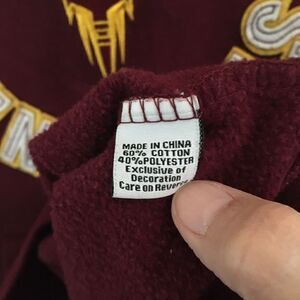 MADE IN CHINA
60% COTTON
40% POLYESTER
Exclusive of
Decoration
Care on Reverse